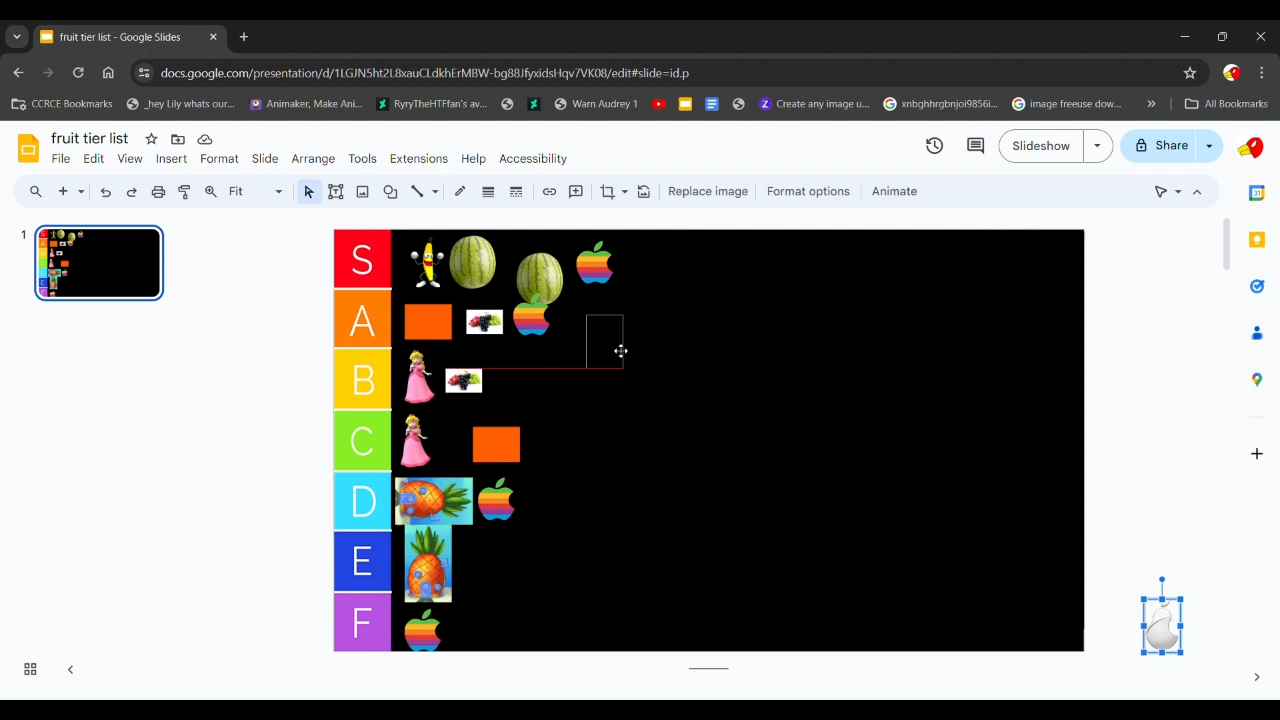 fruit tier list - Google Slides
docs.google.com/presentation/d/1LGJN5ht2L8xauCLdkhErMBW-bg88JfyxidsHqv7VK08/edit#slide=id.p
CCRCE Bookmarks _hey Lily whats our... Animaker, Make Ani... RyryTheHTFfan's av... Warn Audrey 1 Create any image u... xnbghhrgbnjoi9856i... image freeuse dow... » All Bookmarks
fruit tier list
File Edit View Insert Format Slide Arrange Tools Extensions Help Accessibility
Slideshow Share
Fit Replace image Format options Animate
31
1
S
A
B
C
D
E
F